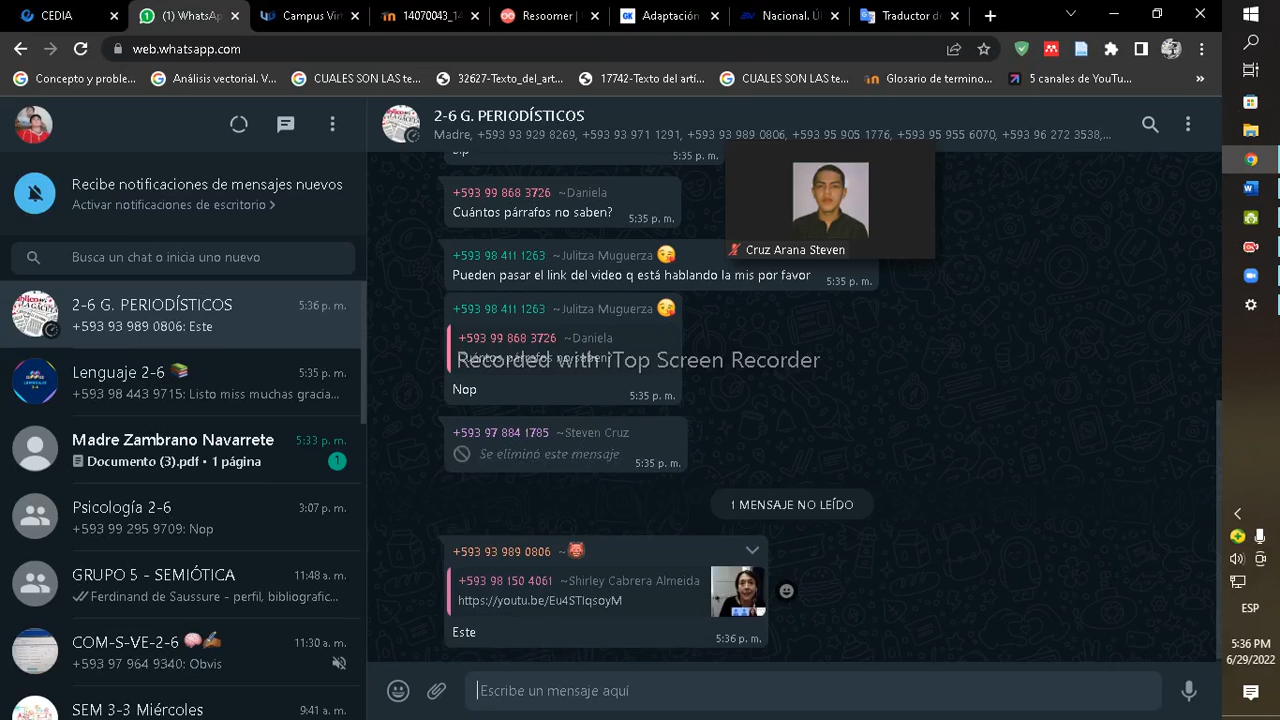 CEDIA
(1) WhatsA
Campus Virt
14070043_14
Resoomer |
Adaptación
Nacional. Úl
Traductor de
web.whatsapp.com
Concepto y proble...
Análisis vectorial. V...
CUALES SON LAS te...
32627-Texto_del_art...
17742-Texto del artí...
CUALES SON LAS te...
Glosario de termino...
5 canales de YouTu...
2-6 G. PERIODÍSTICOS
Madre, +593 93 929 0269, +593 93 971 1291, +593 93 989 0806, +593 95 905 1776, +593 95 955 6070, +593 96 272 3538,...
Recibe notificaciones de mensajes nuevos
Activar notificaciones de escritorio >
Busca un chat o inicia uno nuevo
2-6 G. PERIODÍSTICOS 5:36 p. m.
+593 93 989 0806: Este
Lenguaje 2-6 5:35 p. m.
+593 98 443 9715: Listo miss muchas gracia...
Madre Zambrano Navarrete 5:33 p. m.
Documento (3).pdf • 1 página 1
Psicología 2-6 3:07 p. m.
+593 99 295 9709: Nop
GRUPO 5 - SEMIÓTICA 11:48 a. m.
Ferdinand de Saussure - perfil, bibliografic...
COM-S-VE-2-6 11:30 a. m.
+593 97 964 9340: Obvis
SEM 3-3 Miércoles 9:41 a. m.
Sip 5:35 p. m.
+593 99 868 3726 ~Daniela
Cuántos párrafos no saben? 5:35 p. m.
Cruz Arana Steven
+593 98 411 1263 ~Julitza Muguerza
Pueden pasar el link del video q está hablando la mis por favor 5:35 p. m.
+593 98 411 1263 ~Julitza Muguerza
+593 99 868 3726 ~Daniela
Cuántos párrafos no saben?
Recorded with iTop Screen Recorder
Nop 5:35 p. m.
+593 97 884 1785 ~Steven Cruz
Se eliminó este mensaje 5:35 p. m.
1 MENSAJE NO LEÍDO
+593 93 989 0806 ~
+593 98 150 4061 ~Shirley Cabrera Almeida
https://youtu.be/Eu4STIqsoyM
Este 5:36 p. m.
Escribe un mensaje aquí
ESP
5:36 PM
6/29/2022